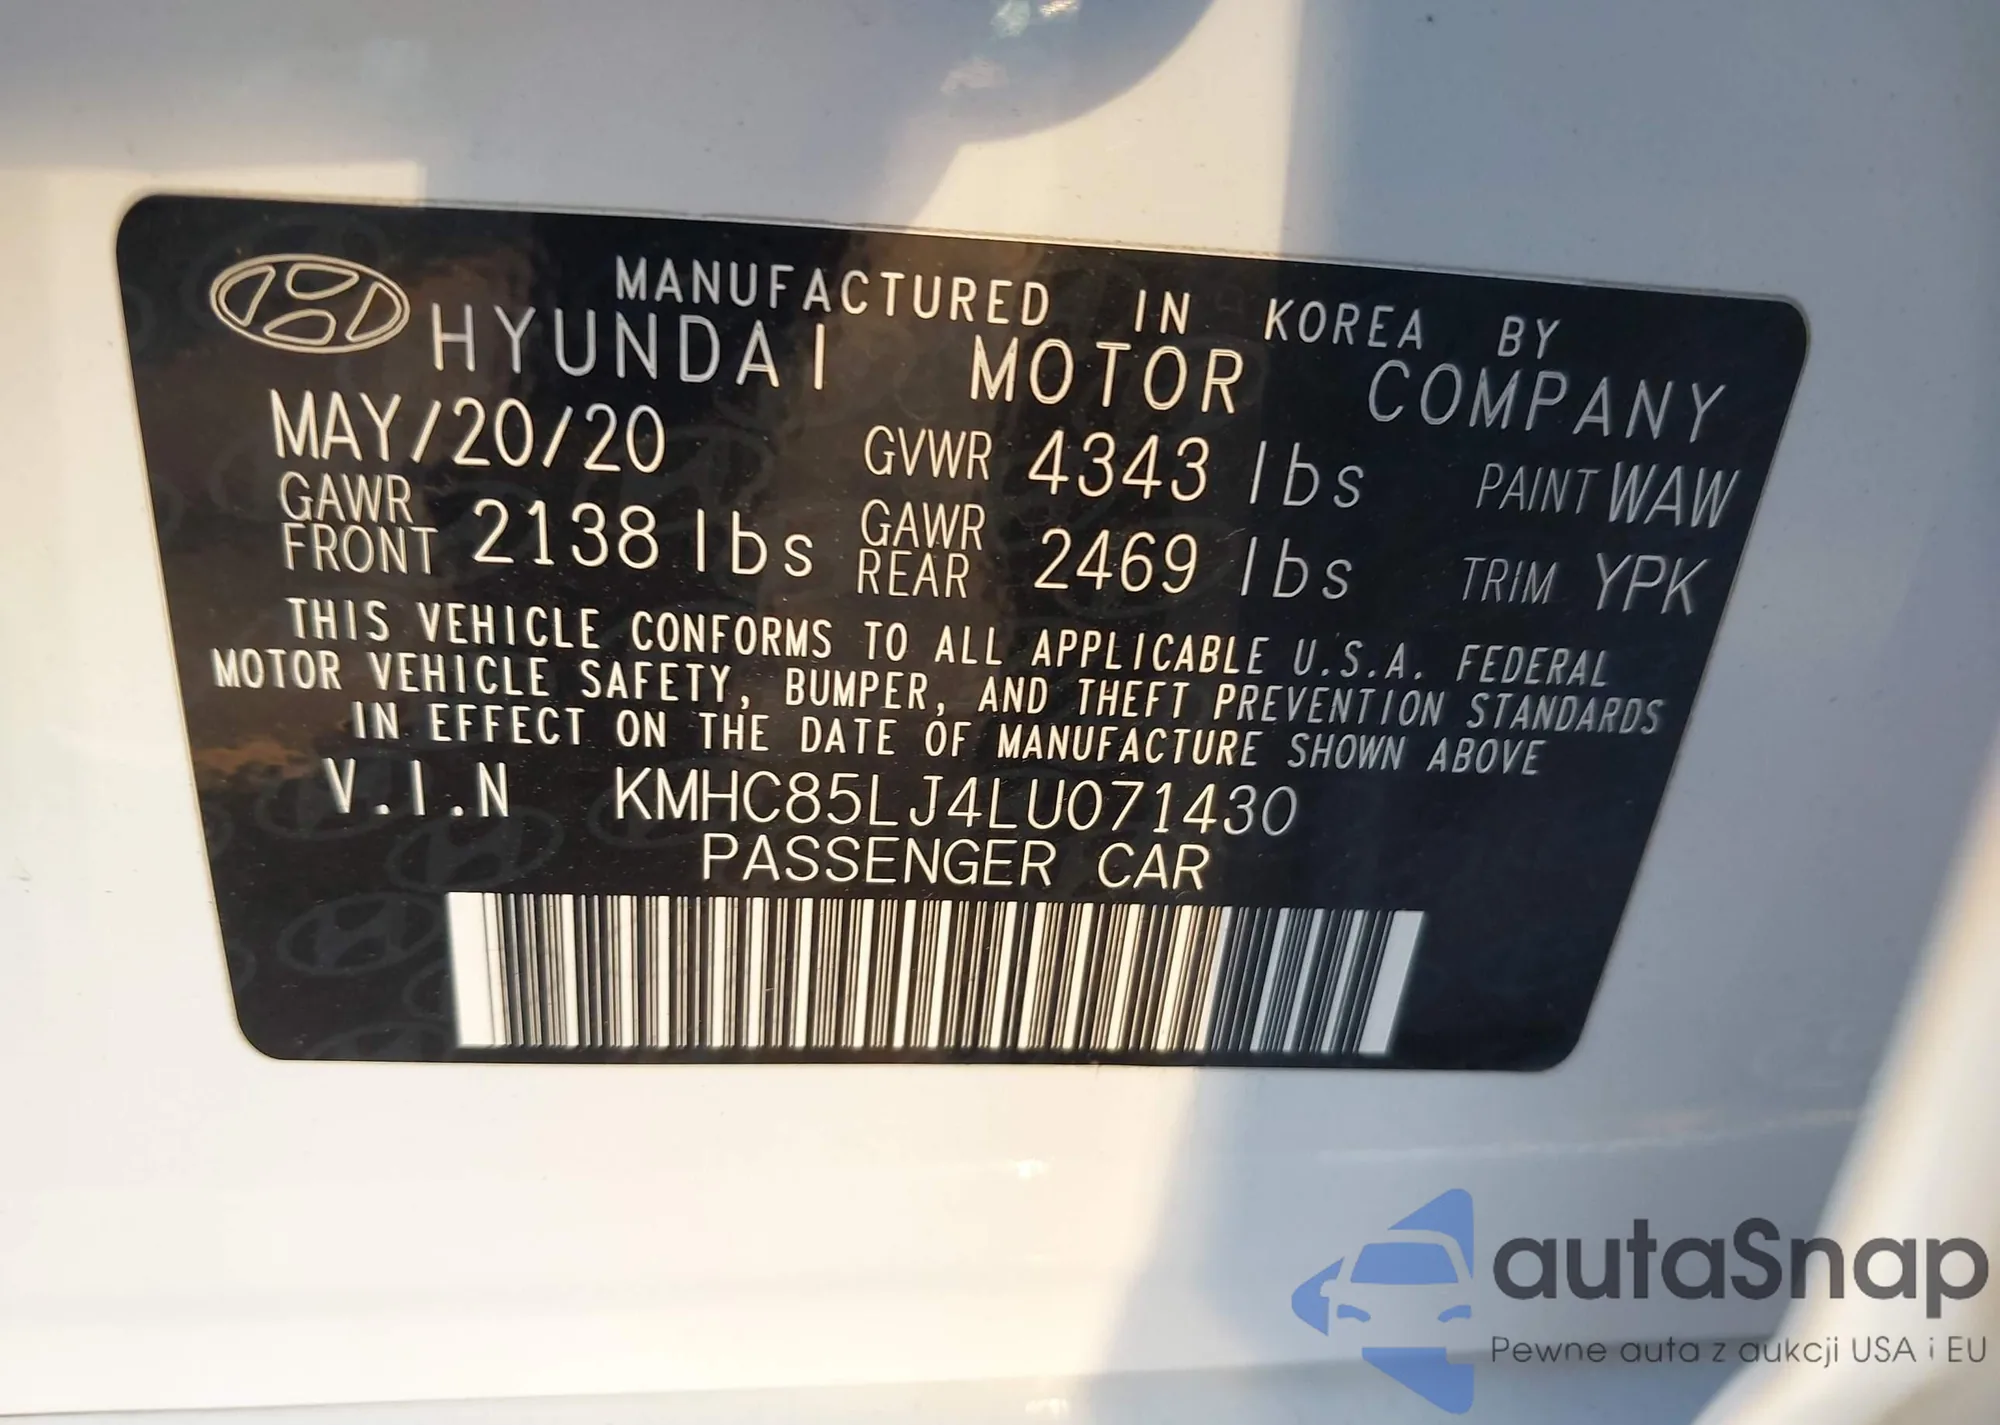 MANUFACTURED IN KOREA BY
HYUNDAI MOTOR COMPANY
MAY/20/20 GVWR 4343 lbs PAINT WAW
GAWR FRONT 2138 lbs GAWR REAR 2469 lbs TRIM YPK
THIS VEHICLE CONFORMS TO ALL APPLICABLE U.S.A. FEDERAL
MOTOR VEHICLE SAFETY, BUMPER, AND THEFT PREVENTION STANDARDS
IN EFFECT ON THE DATE OF MANUFACTURE SHOWN ABOVE
V.I.N KMHC85LJ4LU071430
PASSENGER CAR
autaSnap
Pewne auta z aukcji USA i EU